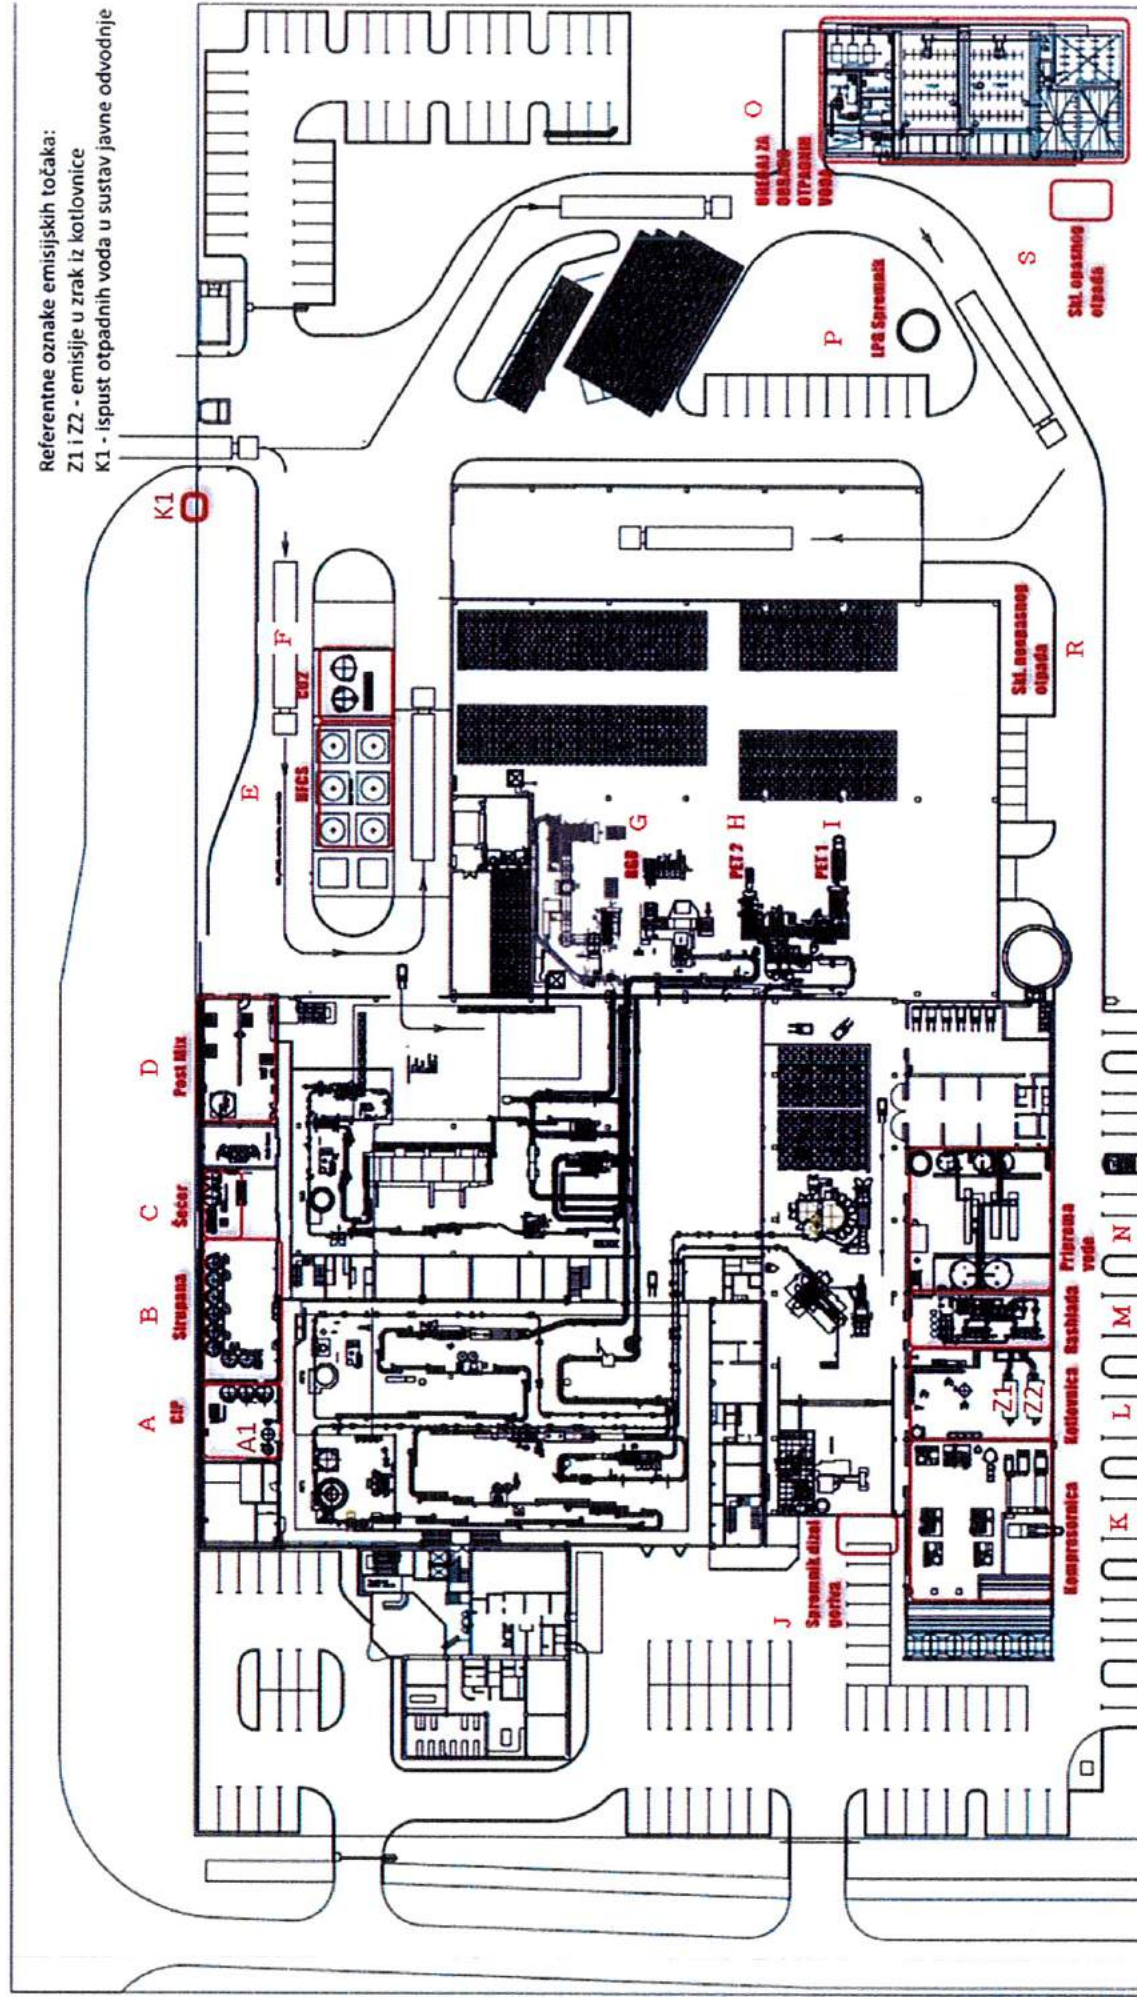 Referentne oznake emisijskih točaka:
Z1 i Z2 - emisije u zrak iz kotlovnice
K1 - ispust otpadnih voda u sustav javne odvodnje
K1
A
CIP
A1
B
Sirupana
C
Šećer
D
Post Mix
E
HFCS
F
CO2
G
RGB
H
PET 2
I
PET 1
J
Spremnik dizel
goriva
K
Kompresornica
L
Kotlovnica
Z1
Z2
M
Rashlada
N
Priprema
vode
O
UREĐAJ ZA
OBRADU
OTPADNIH
VODA
P
LPG Spremnik
R
Skl. neopasnog
otpada
S
Skl. opasnog
otpada